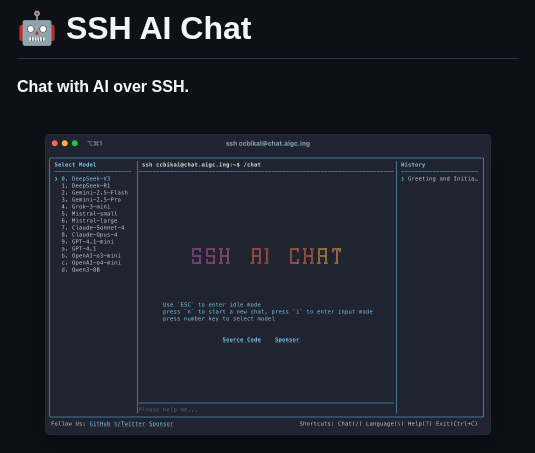 SSH AI Chat
Chat with AI over SSH.
⌥⌘1
ssh ccbikai@chat.aigc.ing
Select Model
❯ 0. DeepSeek-V3
1. DeepSeek-R1
2. Gemini-2.5-Flash
3. Gemini-2.5-Pro
4. Grok-3-mini
5. Mistral-small
6. Mistral-large
7. Claude-Sonnet-4
8. Claude-Opus-4
9. GPT-4.1-mini
a. GPT-4.1
b. OpenAI-o3-mini
c. OpenAI-o4-mini
d. Qwen3-8B
ssh ccbikai@chat.aigc.ing:~$ /chat
SSH AI CHAT
Use `ESC` to enter idle mode
press `n` to start a new chat, press `i` to enter input mode
press number key to select model
Source Code Sponsor
Please help me...
History
❯ Greeting and Initia…
Follow Us: GitHub 𝕏/Twitter Sponsor
Shortcuts: Chat(/) Language(\) Help(?) Exit(Ctrl+C)